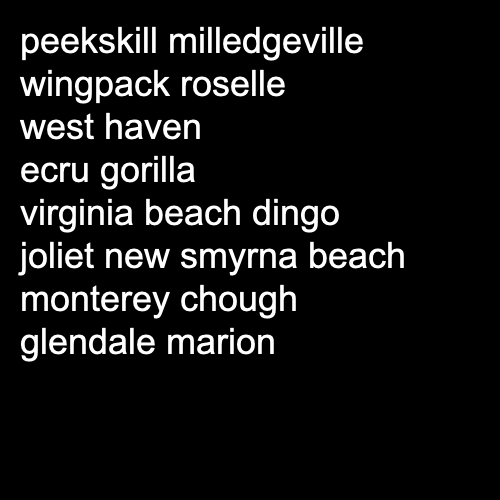 peekskill milledgeville
wingpack roselle
west haven
ecru gorilla
virginia beach dingo
joliet new smyrna beach
monterey chough
glendale marion